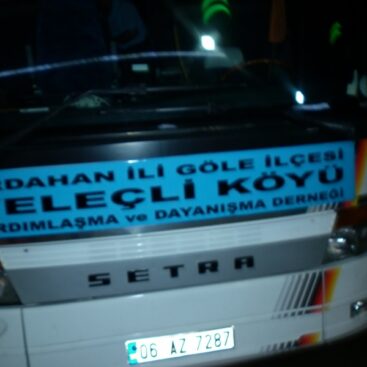 RDAHAN İLİ GÖLE İLÇESİ
ELEÇLİ KÖYÜ
RDIMLAŞMA ve DAYANIŞMA DERNEĞİ
SETRA
06 AZ 7287